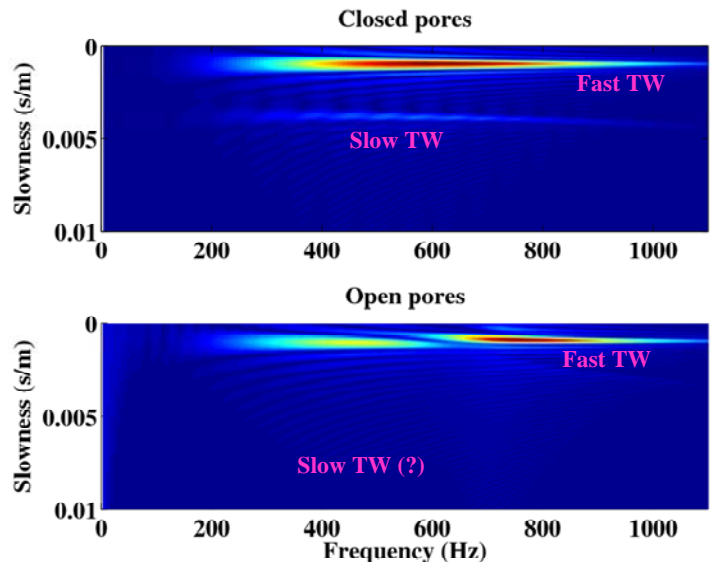 Closed pores
0
Fast TW
Slow TW
0.005
Slowness (s/m)
0.01
0 200 400 600 800 1000
Open pores
0
Fast TW
0.005
Slowness (s/m)
Slow TW (?)
0.01
0 200 400 600 800 1000
Frequency (Hz)